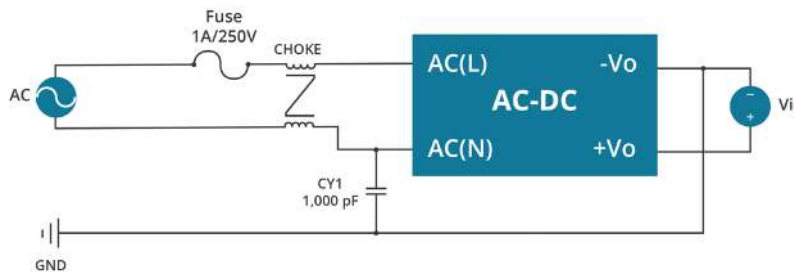 Fuse
1A/250V
CHOKE
AC
AC(L)
-Vo
AC-DC
Vi
AC(N)
+Vo
CY1
1,000 pF
GND